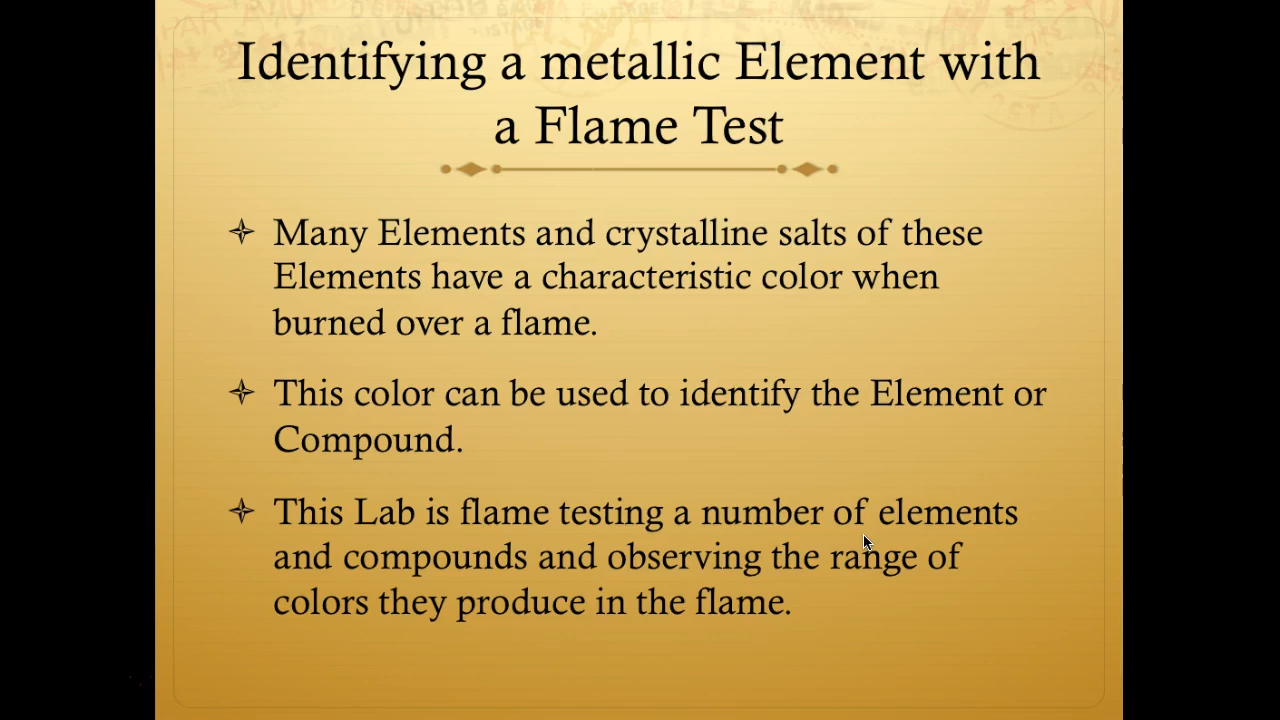 Identifying a metallic Element with
a Flame Test
Many Elements and crystalline salts of these
Elements have a characteristic color when
burned over a flame.
This color can be used to identify the Element or
Compound.
This Lab is flame testing a number of elements
and compounds and observing the range of
colors they produce in the flame.